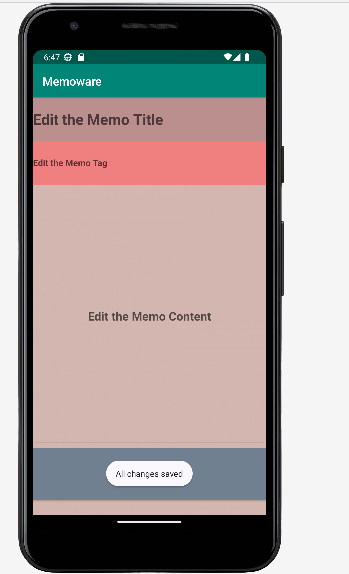 6:47
Memoware
Edit the Memo Title
Edit the Memo Tag
Edit the Memo Content
All changes saved